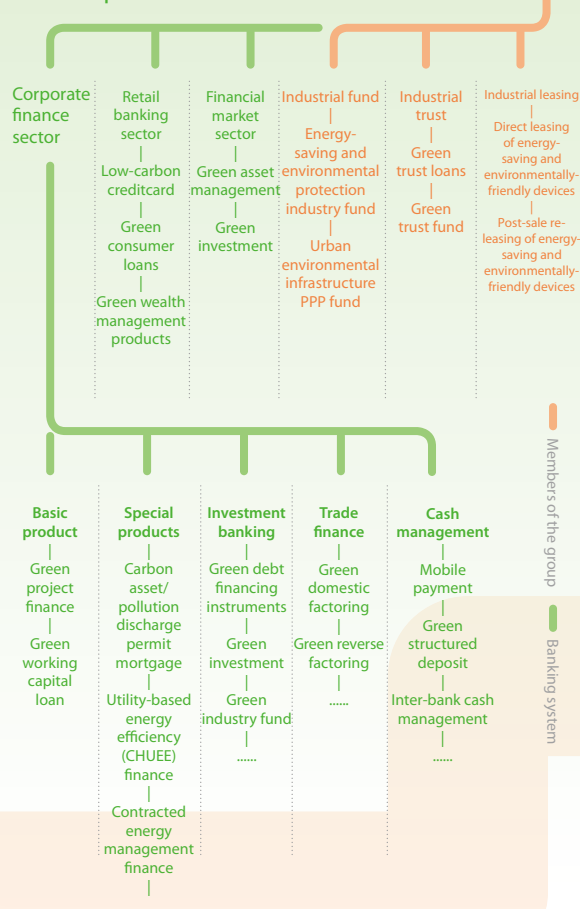 Corporate
finance
sector
Retail
banking
sector
|
Low-carbon
creditcard
|
Green
consumer
loans
|
Green wealth
management
products
Financial
market
sector
|
Green asset
management
|
Green
investment
Industrial fund
|
Energy-
saving and
environmental
protection
industry fund
|
Urban
environmental
infrastructure
PPP fund
Industrial
trust
|
Green
trust loans
|
Green
trust fund
Industrial leasing
|
Direct leasing
of energy-
saving and
environmentally-
friendly devices
|
Post-sale re-
leasing of energy-
saving and
environmentally-
friendly devices
Basic
product
|
Green
project
finance
|
Green
working
capital
loan
Special
products
|
Carbon
asset/
pollution
discharge
permit
mortgage
|
Utility-based
energy
efficiency
(CHUEE)
finance
|
Contracted
energy
management
finance
|
Investment
banking
|
Green debt
financing
instruments
|
Green
investment
|
Green
industry fund
|
......
Trade
finance
|
Green
domestic
factoring
|
Green reverse
factoring
|
......
Cash
management
|
Mobile
payment
|
Green
structured
deposit
|
Inter-bank cash
management
|
......
Members of the group
Banking system